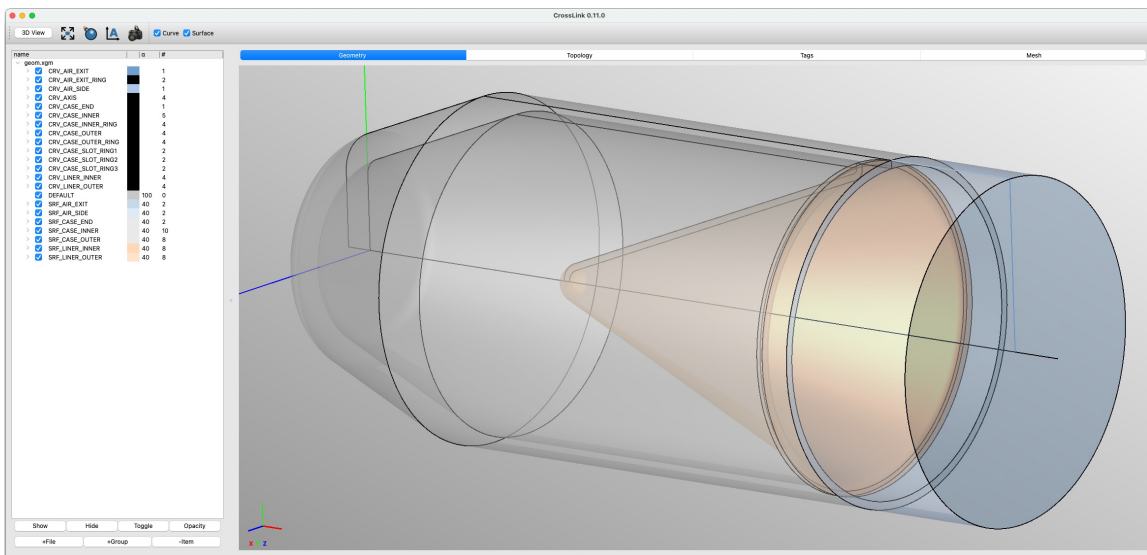 CrossLink 0.11.0
3D View A Curve Surface
name α #
geom.xgm
CRV_AIR_EXIT 1
CRV_AIR_EXIT_RING 2
CRV_AIR_SIDE 1
CRV_AXIS 4
CRV_CASE_END 1
CRV_CASE_INNER 5
CRV_CASE_INNER_RING 4
CRV_CASE_OUTER 4
CRV_CASE_OUTER_RING 4
CRV_CASE_SLOT_RING1 2
CRV_CASE_SLOT_RING2 2
CRV_CASE_SLOT_RING3 2
CRV_LINER_INNER 4
CRV_LINER_OUTER 4
DEFAULT 100 0
SRF_AIR_EXIT 40 2
SRF_AIR_SIDE 40 2
SRF_CASE_END 40 2
SRF_CASE_INNER 40 10
SRF_CASE_OUTER 40 8
SRF_LINER_INNER 40 8
SRF_LINER_OUTER 40 8
Geometry Topology Tags Mesh
X Y Z
Show Hide Toggle Opacity
+File +Group -Item